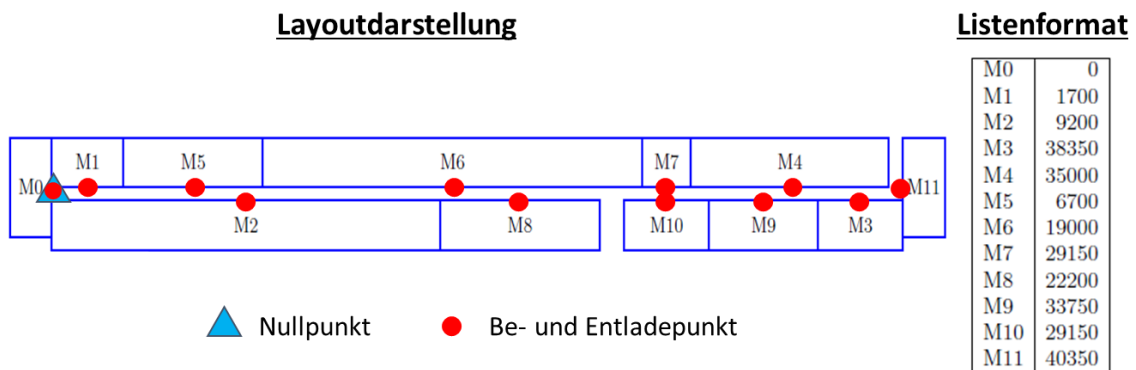 Layoutdarstellung
Listenformat
M0 M1 M5 M6 M7 M4 M11
M2 M8 M10 M9 M3
Nullpunkt Be- und Entladepunkt
M0 0
M1 1700
M2 9200
M3 38350
M4 35000
M5 6700
M6 19000
M7 29150
M8 22200
M9 33750
M10 29150
M11 40350